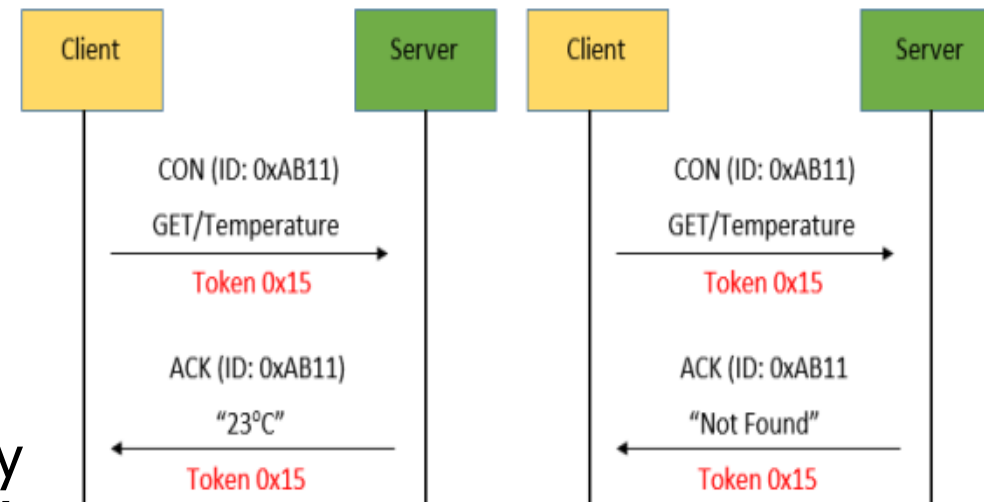 Client
Server
CON (ID: 0xAB11)
GET/Temperature
Token 0x15
ACK (ID: 0xAB11)
“23°C”
Token 0x15
Client
Server
CON (ID: 0xAB11)
GET/Temperature
Token 0x15
ACK (ID: 0xAB11
“Not Found”
Token 0x15